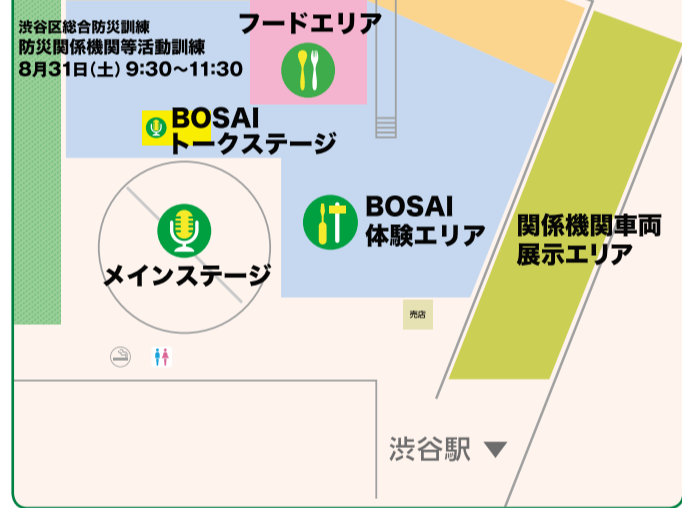 渋谷区総合防災訓練
防災関係機関等活動訓練
8月31日(土) 9:30〜11:30
フードエリア
BOSAI
トークステージ
メインステージ
BOSAI
体験エリア
関係機関車両
展示エリア
売店
渋谷駅 ▼